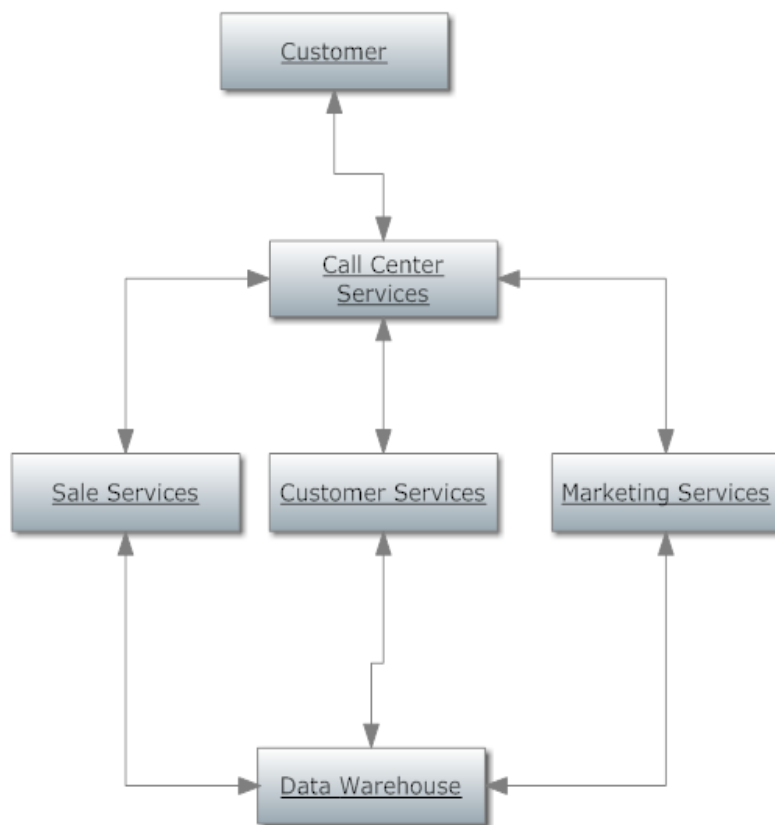 Customer
Call Center
Services
Sale Services
Customer Services
Marketing Services
Data Warehouse